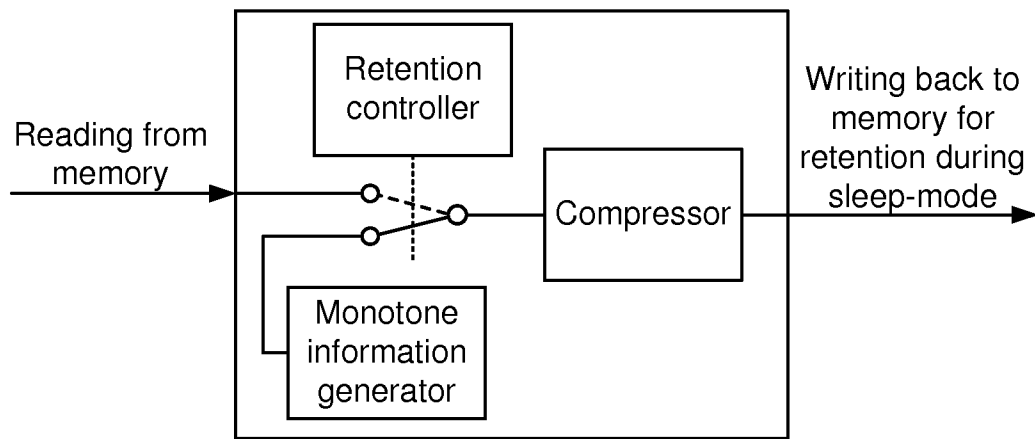 Reading from
memory
Retention
controller
Monotone
information
generator
Compressor
Writing back to
memory for
retention during
sleep-mode